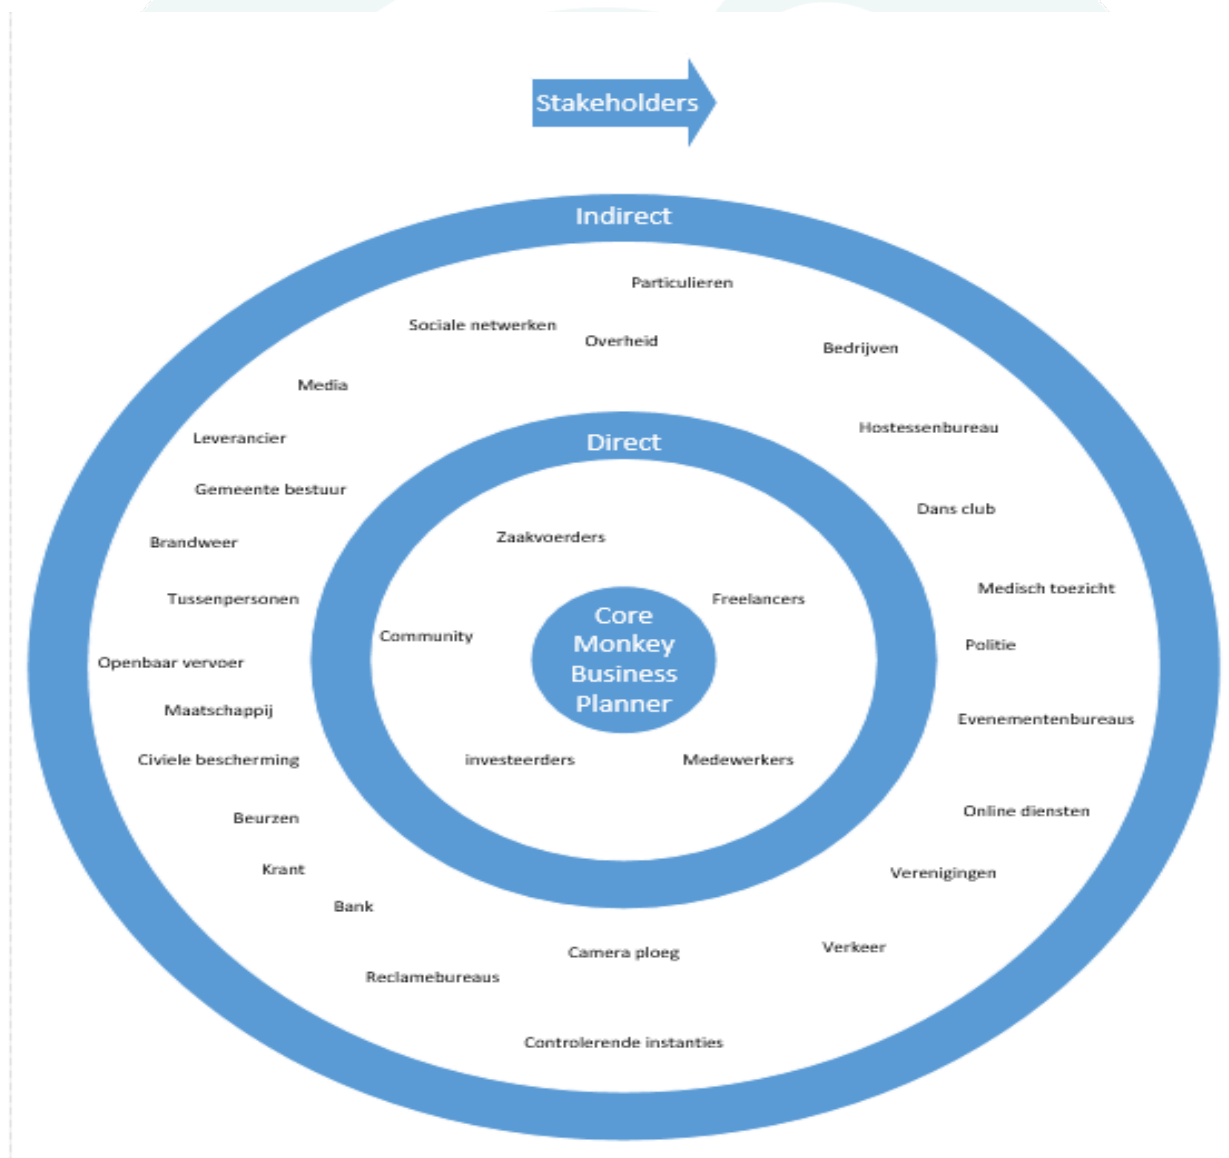 Stakeholders
Indirect
Particulieren
Sociale netwerken
Overheid
Bedrijven
Media
Hostessenbureau
Leverancier
Direct
Gemeente bestuur
Dans club
Zaakvoerders
Brandweer
Medisch toezicht
Tussenpersonen
Freelancers
Core
Monkey
Business
Planner
Community
Politie
Openbaar vervoer
Maatschappij
Evenementenbureaus
Civiele bescherming
investeerders
Medewerkers
Online diensten
Beurzen
Krant
Verenigingen
Bank
Verkeer
Camera ploeg
Reclamebureaus
Controlerende instanties